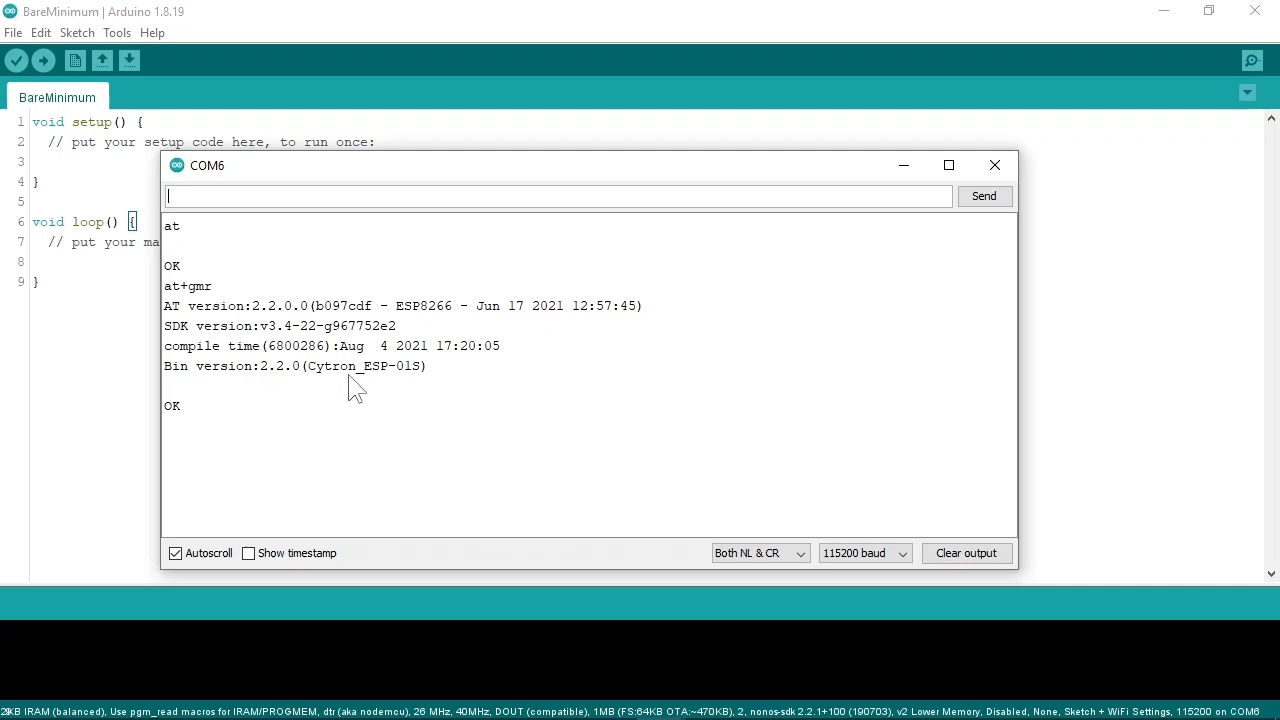 BareMinimum | Arduino 1.8.19
File Edit Sketch Tools Help
BareMinimum
1 void setup() {
2 // put your setup code here, to run once:
3
4 }
5
6 void loop() {
7 // put your ma
8
9 }
COM6
Send
at
OK
at+gmr
AT version:2.2.0.0(b097cdf - ESP8266 - Jun 17 2021 12:57:45)
SDK version:v3.4-22-g967752e2
compile time(6800286):Aug  4 2021 17:20:05
Bin version:2.2.0(Cytron_ESP-01S)
OK
Autoscroll Show timestamp Both NL & CR 115200 baud Clear output
KB IRAM (balanced), Use pgm_read macros for IRAM/PROGMEM, dtr (aka nodemcu), 26 MHz, 40MHz, DOUT (compatible), 1MB (FS:64KB OTA:~470KB), 2, nonos-sdk 2.2.1+100 (190703), v2 Lower Memory, Disabled, None, Sketch + WiFi Settings, 115200 on COM6